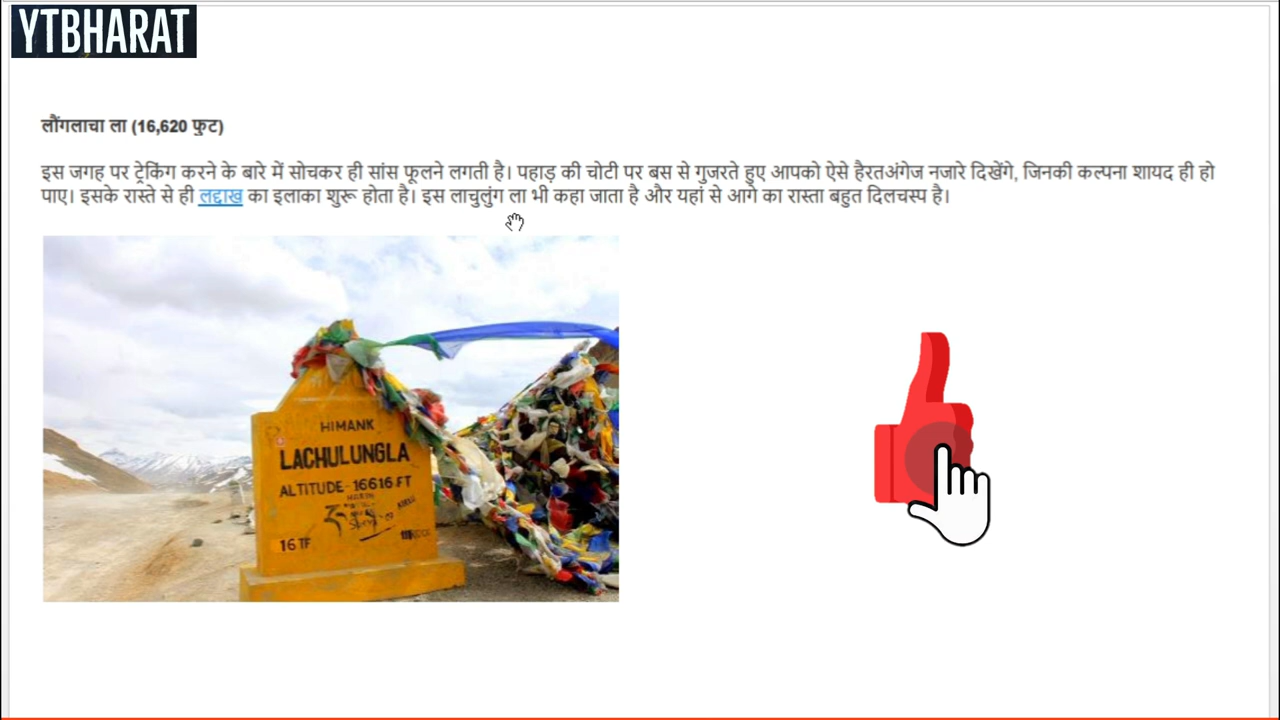 YTBHARAT
लौंगलाचा ला (16,620 फुट)
इस जगह पर ट्रेकिंग करने के बारे में सोचकर ही सांस फूलने लगती है। पहाड़ की चोटी पर बस से गुजरते हुए आपको ऐसे हैरतअंगेज नजारे दिखेंगे, जिनकी कल्पना शायद ही हो
पाए। इसके रास्ते से ही लद्दाख का इलाका शुरू होता है। इस लाचुलुंग ला भी कहा जाता है और यहां से आगे का रास्ता बहुत दिलचस्प है।
HIMANK
LACHULUNGLA
ALTITUDE-16616 FT
16 TF